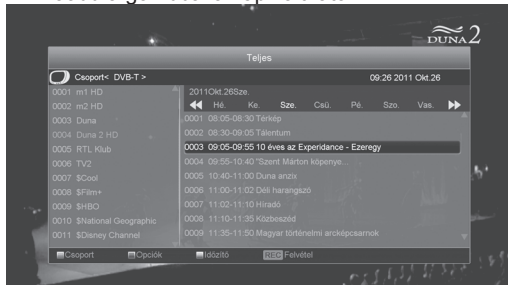 DUNA 2
Teljes
Csoport< DVB-T >
09:26 2011 Okt.26
0001 m1 HD
0002 m2 HD
0003 Duna
0004 Duna 2 HD
0005 RTL Klub
0006 TV2
0007 $Cool
0008 $Film+
0009 $HBO
0010 $National Geographic
0011 $Disney Channel
2011Okt.26Sze.
Hé. Ke. Sze. Csü. Pé. Szo. Vas.
0001 08:05-08:30 Térkép
0002 08:30-09:05 Tálentum
0003 09:05-09:55 10 éves az Experidance - Ezeregy
0004 09:55-10:40 "Szent Márton köpenye...
0005 10:40-11:00 Duna anzix
0006 11:00-11:02 Déli harangszó
0007 11:02-11:10 Híradó
0008 11:10-11:35 Közbeszéd
0009 11:35-11:50 Magyar történelmi arcképcsarnok
Csoport Opciók Időzítő REC Felvétel